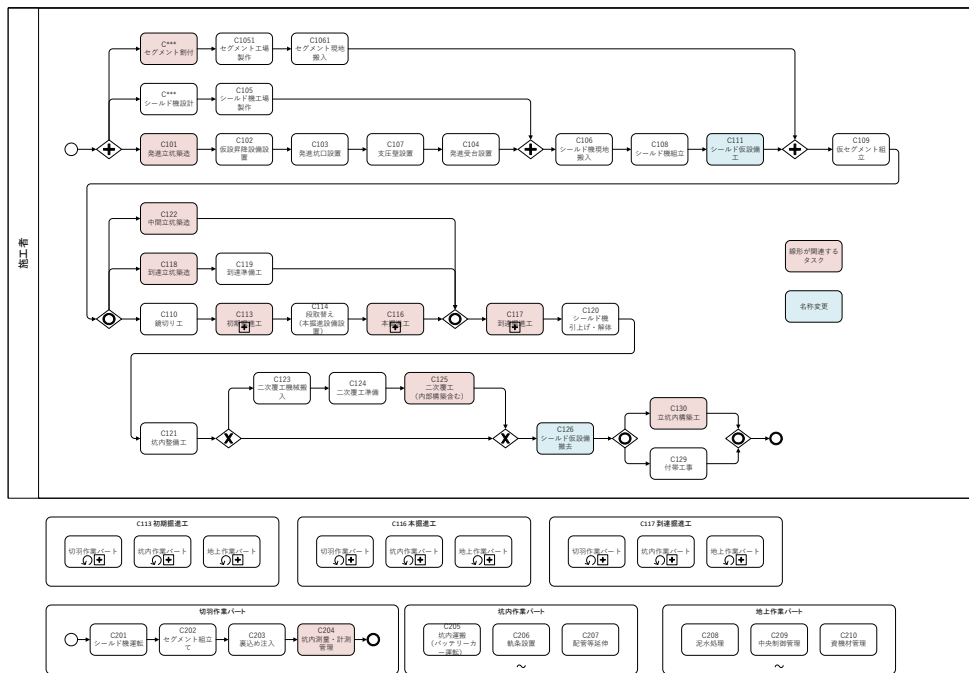 施工者
C***
セグメント割付
C1051
セグメント工場
製作
C1061
セグメント現地
搬入
C***
シールド機設計
C105
シールド機工場
製作
C101
発進立坑築造
C102
仮設昇降設備設
置
C103
発進坑口設置
C107
支圧壁設置
C104
発進受台設置
C106
シールド機現地
搬入
C108
シールド機組立
C111
シールド仮設備
工
C109
仮セグメント組
立
C122
中間立坑築造
C118
到達立坑築造
C119
到達準備工
C110
鏡切り工
C113
初期掘進工
C114
段取替え
(本掘進設備設
置)
C116
本掘進工
C117
到達掘進工
C120
シールド機
引上げ・解体
線形が関連する
タスク
名称変更
C121
坑内整備工
C123
二次覆工機械搬
入
C124
二次覆工準備
C125
二次覆工
(内部構築含む)
C126
シールド仮設備
撤去
C130
立坑内構築工
C129
付帯工事
C113 初期掘進工
切羽作業パート
坑内作業パート
地上作業パート
C116 本掘進工
切羽作業パート
坑内作業パート
地上作業パート
C117 到達掘進工
切羽作業パート
坑内作業パート
地上作業パート
切羽作業パート
C201
シールド機運転
C202
セグメント組立
て
C203
裏込め注入
C204
坑内測量・計測
管理
坑内作業パート
C205
坑内運搬
(バッテリーカ
ー運転)
C206
軌条設置
C207
配管等延伸
～
地上作業パート
C208
泥水処理
C209
中央制御管理
C210
資機材管理
～